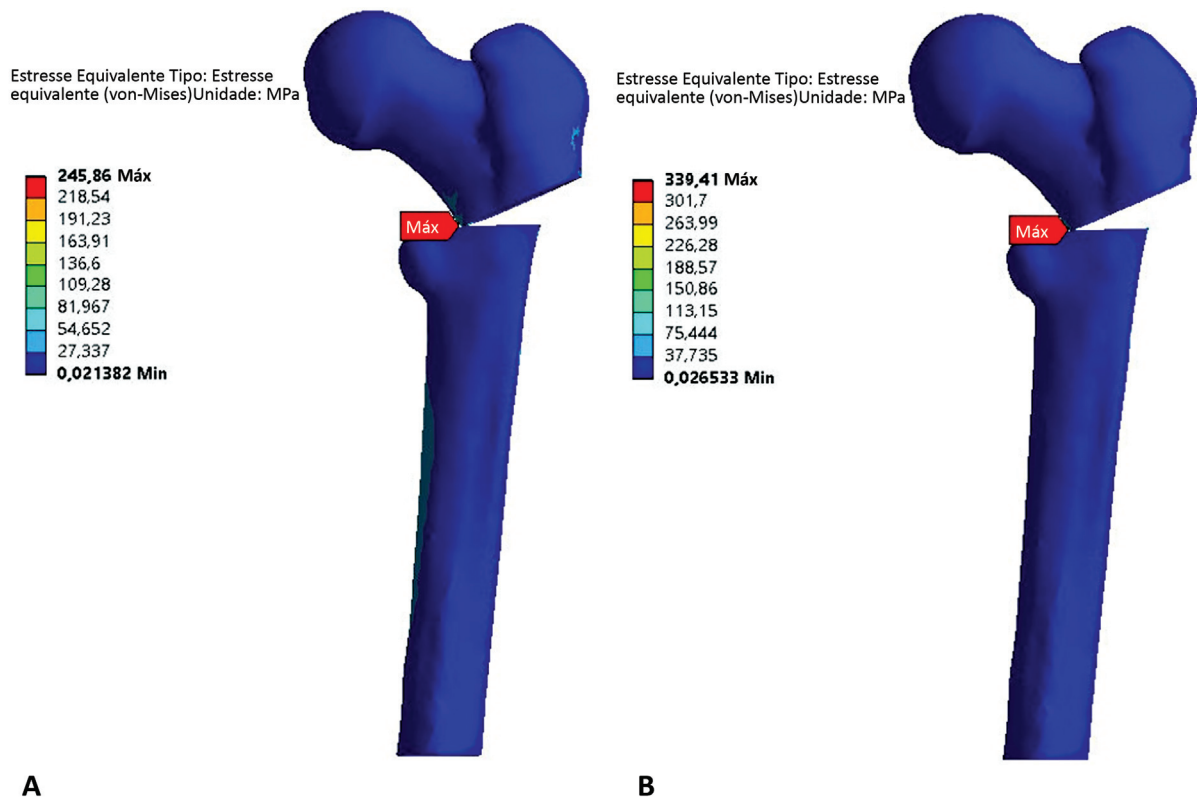 Estresse Equivalente Tipo: Estresse
equivalente (von-Mises)Unidade: MPa
245,86 Máx
218,54
191,23
163,91
136,6
109,28
81,967
54,652
27,337
0,021382 Min
Máx
A
Estresse Equivalente Tipo: Estresse
equivalente (von-Mises)Unidade: MPa
339,41 Máx
301,7
263,99
226,28
188,57
150,86
113,15
75,444
37,735
0,026533 Min
Máx
B